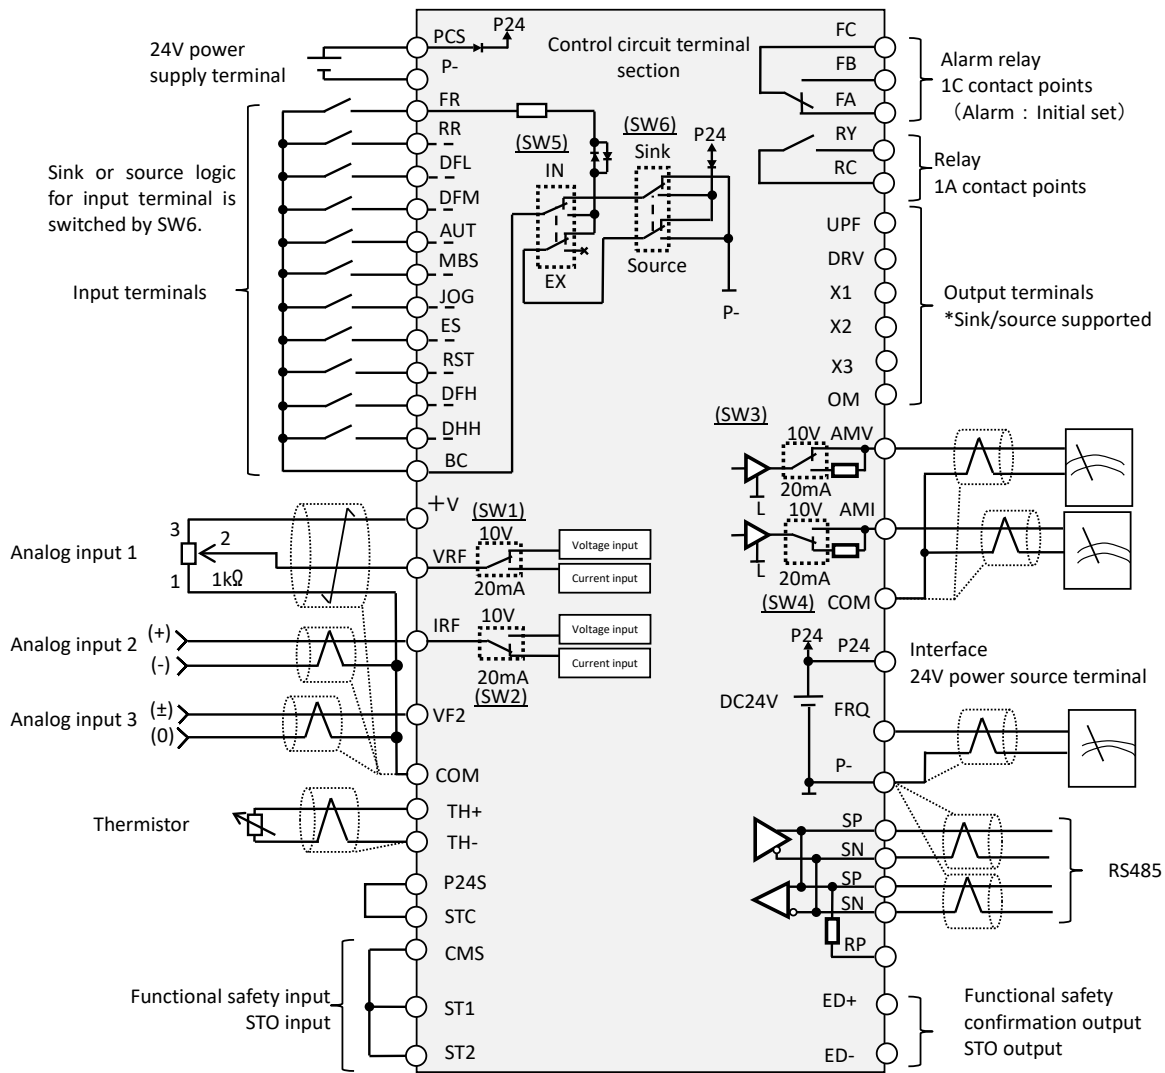 24V power
supply terminal
PCS
P24
P-
Control circuit terminal
section
FC
FB
FA
Alarm relay
1C contact points
（Alarm：Initial set）
Sink or source logic
for input terminal is
switched by SW6.
Input terminals
FR
RR
DFL
DFM
AUT
MBS
JOG
ES
RST
DFH
DHH
BC
(SW5)
IN
EX
(SW6)
Sink
Source
P24
P-
RY
RC
Relay
1A contact points
UPF
DRV
X1
X2
X3
OM
Output terminals
*Sink/source supported
(SW3)
10V
AMV
20mA
L
10V
AMI
20mA
L
(SW4)
COM
Analog input 1
3
2
1
1kΩ
+V
VRF
(SW1)
10V
20mA
Voltage input
Current input
Analog input 2
(+)
(-)
IRF
10V
20mA
(SW2)
Voltage input
Current input
Analog input 3
(±)
(0)
VF2
COM
P24
P24
DC24V
Interface
24V power source terminal
FRQ
P-
Thermistor
TH+
TH-
P24S
STC
SP
SN
SP
SN
RP
RS485
Functional safety input
STO input
CMS
ST1
ST2
ED+
ED-
Functional safety
confirmation output
STO output